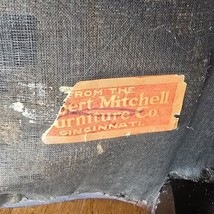 FROM THE
bert Mitchell
urniture Co.
CINCINNATI.